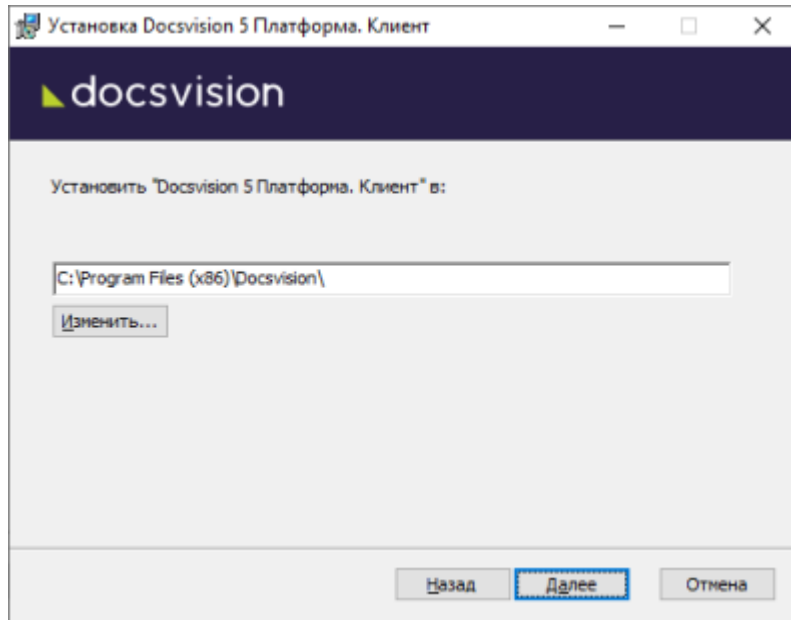 Установка Docsvision 5 Платформа. Клиент
docsvision
Установить "Docsvision 5 Платформа. Клиент" в:
C:\Program Files (x86)\Docsvision\
Изменить...
Назад
Далее
Отмена